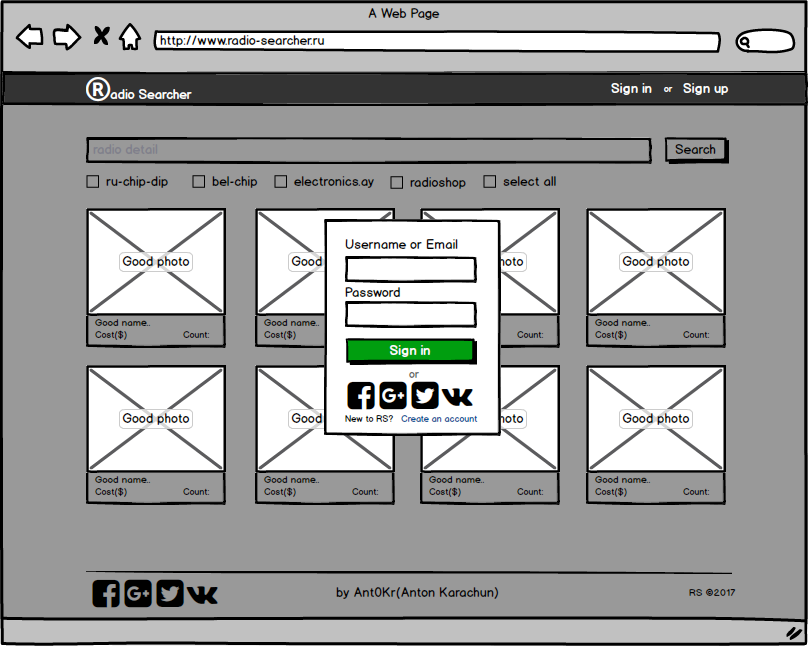 A Web Page
http://www.radio-searcher.ru
Radio Searcher
Sign in or Sign up
radio detail
Search
ru-chip-dip bel-chip electronics.ay radioshop select all
Good photo
Good
hoto
Good photo
Good name..
Cost($) Count:
Good name..
Cost($)
Count:
Good name..
Cost($) Count:
Username or Email
Password
Sign in
or
New to RS? Create an account
Good photo
Good
hoto
Good photo
Good name..
Cost($) Count:
Good name..
Cost($) Count:
Good name..
Cost($) Count:
Good name..
Cost($) Count:
by Ant0Kr(Anton Karachun)
RS ©2017